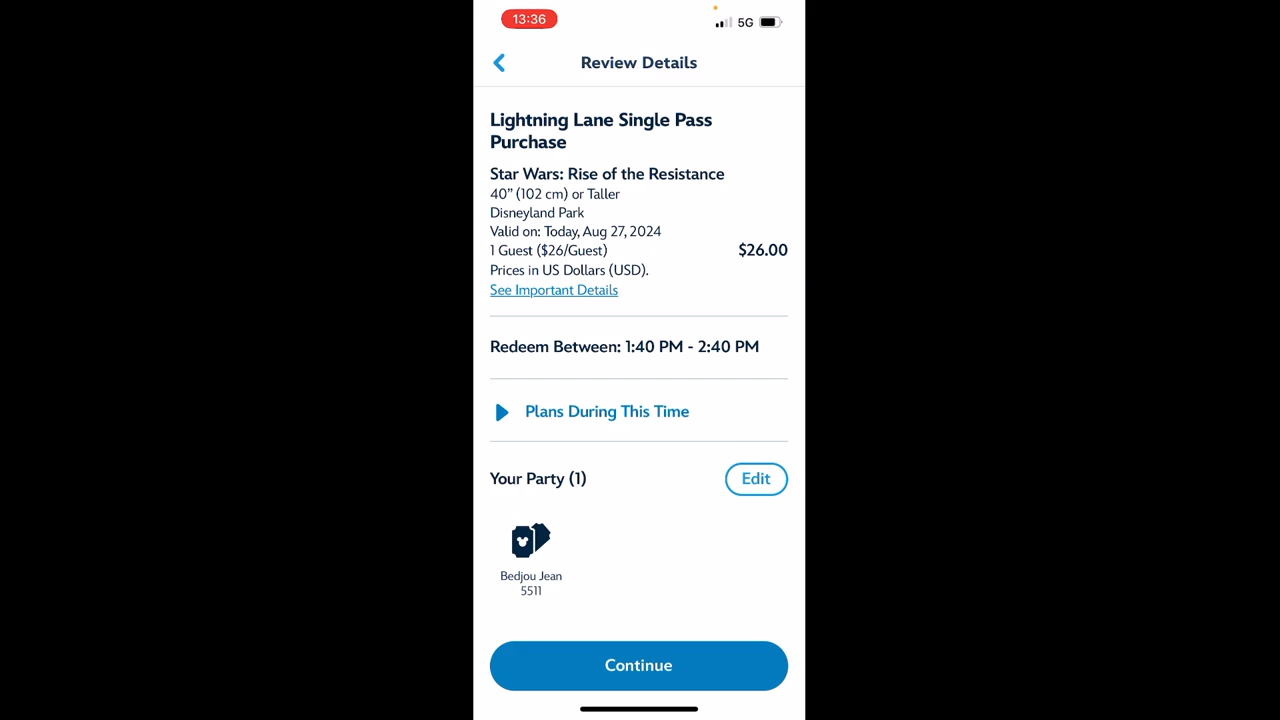 13:36
5G
Review Details
Lightning Lane Single Pass
Purchase
Star Wars: Rise of the Resistance
40” (102 cm) or Taller
Disneyland Park
Valid on: Today, Aug 27, 2024
1 Guest ($26/Guest)
$26.00
Prices in US Dollars (USD).
See Important Details
Redeem Between: 1:40 PM - 2:40 PM
Plans During This Time
Your Party (1)
Edit
Bedjou Jean
5511
Continue